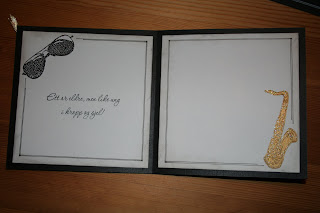 Ett år eldre, men like ung
i kropp og sjel!